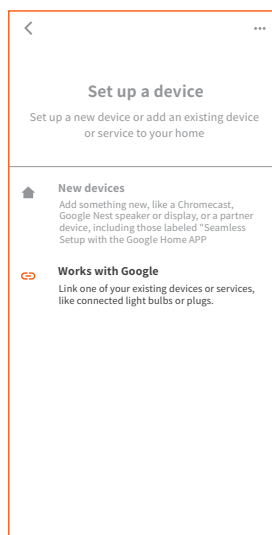 Set up a device
Set up a new device or add an existing device
or service to your home
New devices
Add something new, like a Chromecast,
Google Nest speaker or display, or a partner
device, including those labeled "Seamless
Setup with the Google Home APP
Works with Google
Link one of your existing devices or services,
like connected light bulbs or plugs.